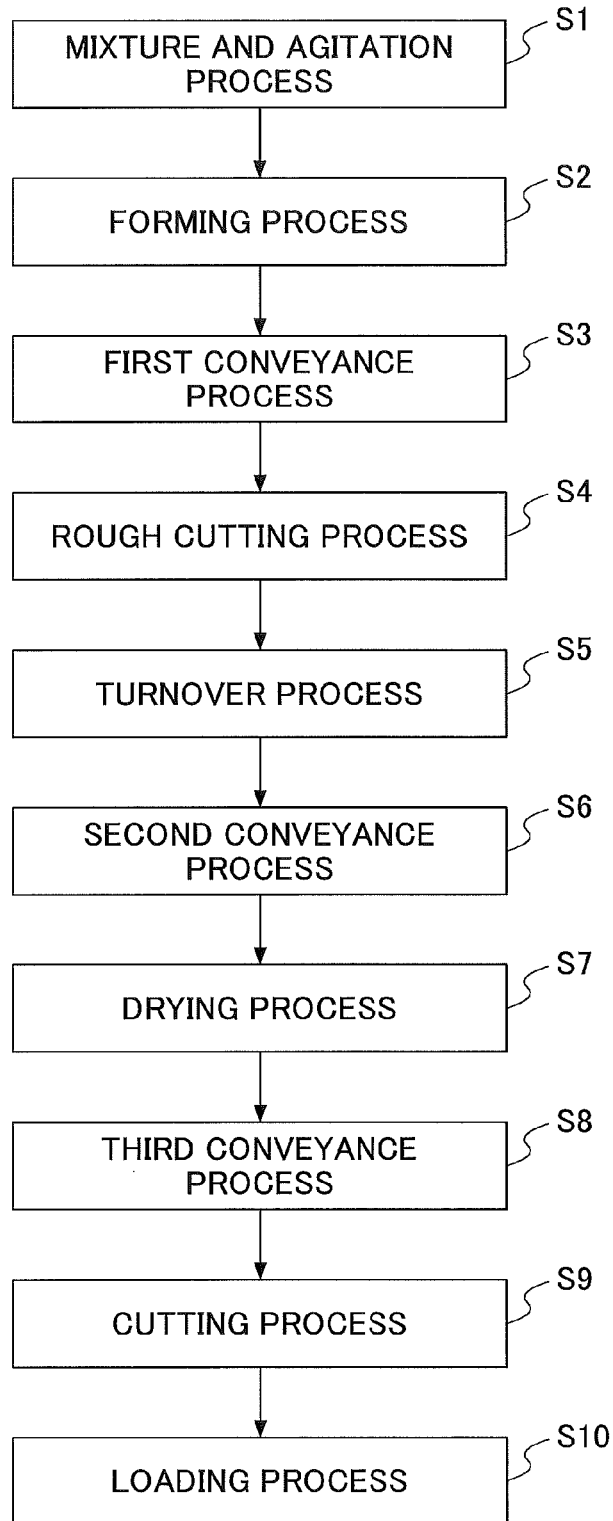 S1
MIXTURE AND AGITATION
PROCESS
S2
FORMING PROCESS
S3
FIRST CONVEYANCE
PROCESS
S4
ROUGH CUTTING PROCESS
S5
TURNOVER PROCESS
S6
SECOND CONVEYANCE
PROCESS
S7
DRYING PROCESS
S8
THIRD CONVEYANCE
PROCESS
S9
CUTTING PROCESS
S10
LOADING PROCESS